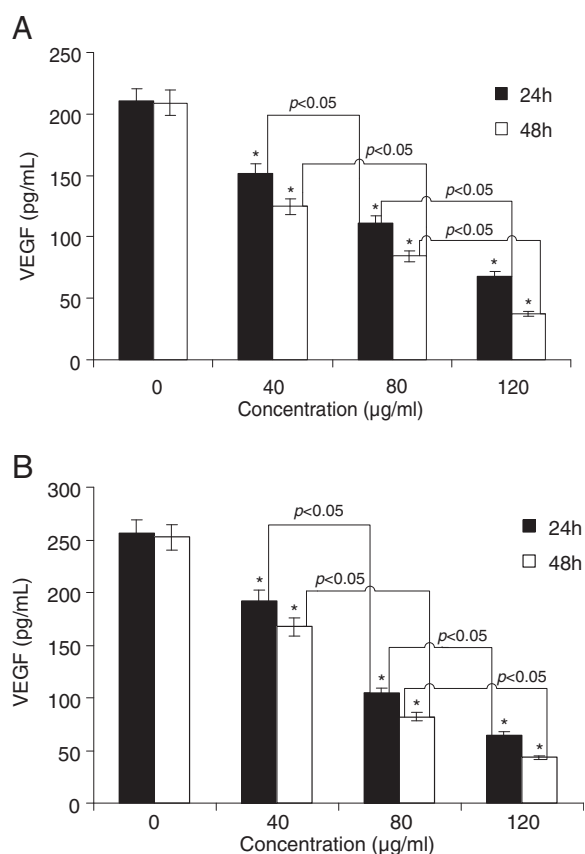 A
250
200
150
100
50
0
VEGF (pg/mL)
24h
48h
p<0.05
p<0.05
p<0.05
p<0.05
* * * * * *
0 40 80 120
Concentration (µg/ml)
B
300
250
200
150
100
50
0
VEGF (pg/mL)
24h
48h
p<0.05
p<0.05
p<0.05
p<0.05
* * * * * *
0 40 80 120
Concentration (µg/ml)